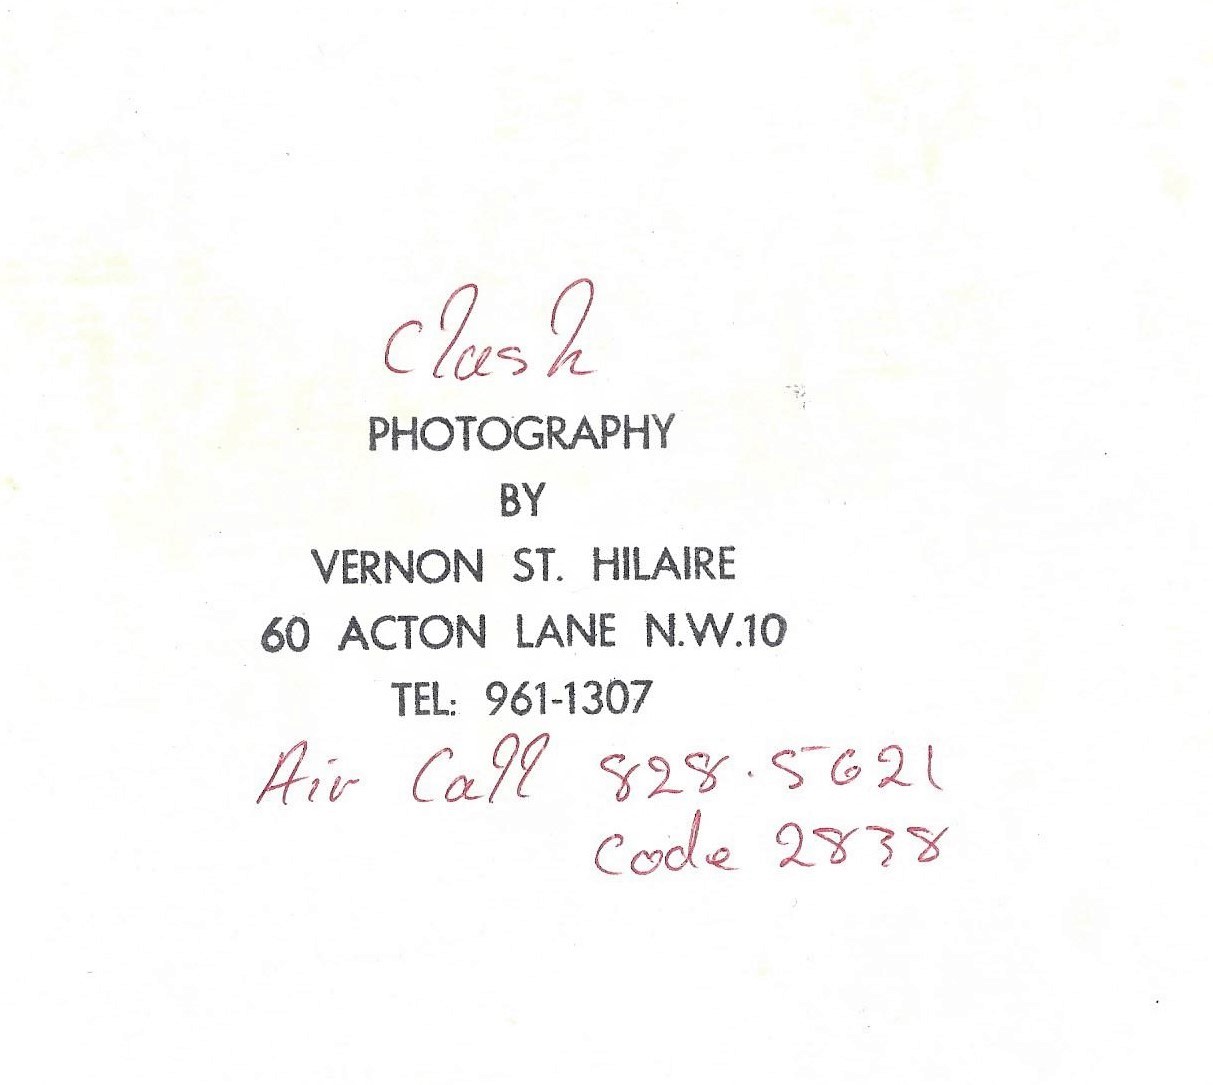 Clash
PHOTOGRAPHY
BY
VERNON ST. HILAIRE
60 ACTON LANE N.W.10
TEL: 961-1307
Air Call 828.5621
Code 2838